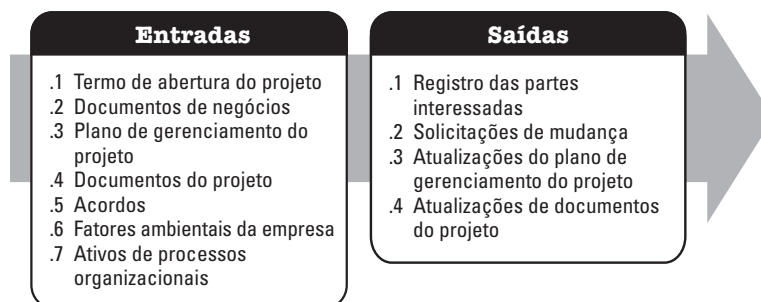 Entradas
.1 Termo de abertura do projeto
.2 Documentos de negócios
.3 Plano de gerenciamento do
projeto
.4 Documentos do projeto
.5 Acordos
.6 Fatores ambientais da empresa
.7 Ativos de processos
organizacionais
Saídas
.1 Registro das partes
interessadas
.2 Solicitações de mudança
.3 Atualizações do plano de
gerenciamento do projeto
.4 Atualizações de documentos
do projeto